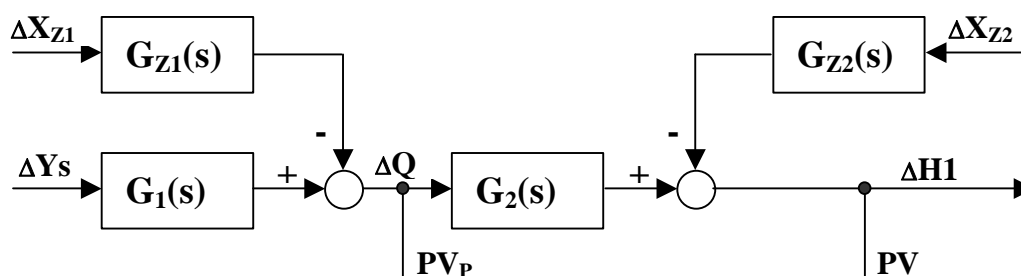 ΔX_Z1
G_Z1(s)
G_Z2(s)
ΔX_Z2
-
-
ΔYs
G_1(s)
+
ΔQ
G_2(s)
+
ΔH1
PV_P
PV